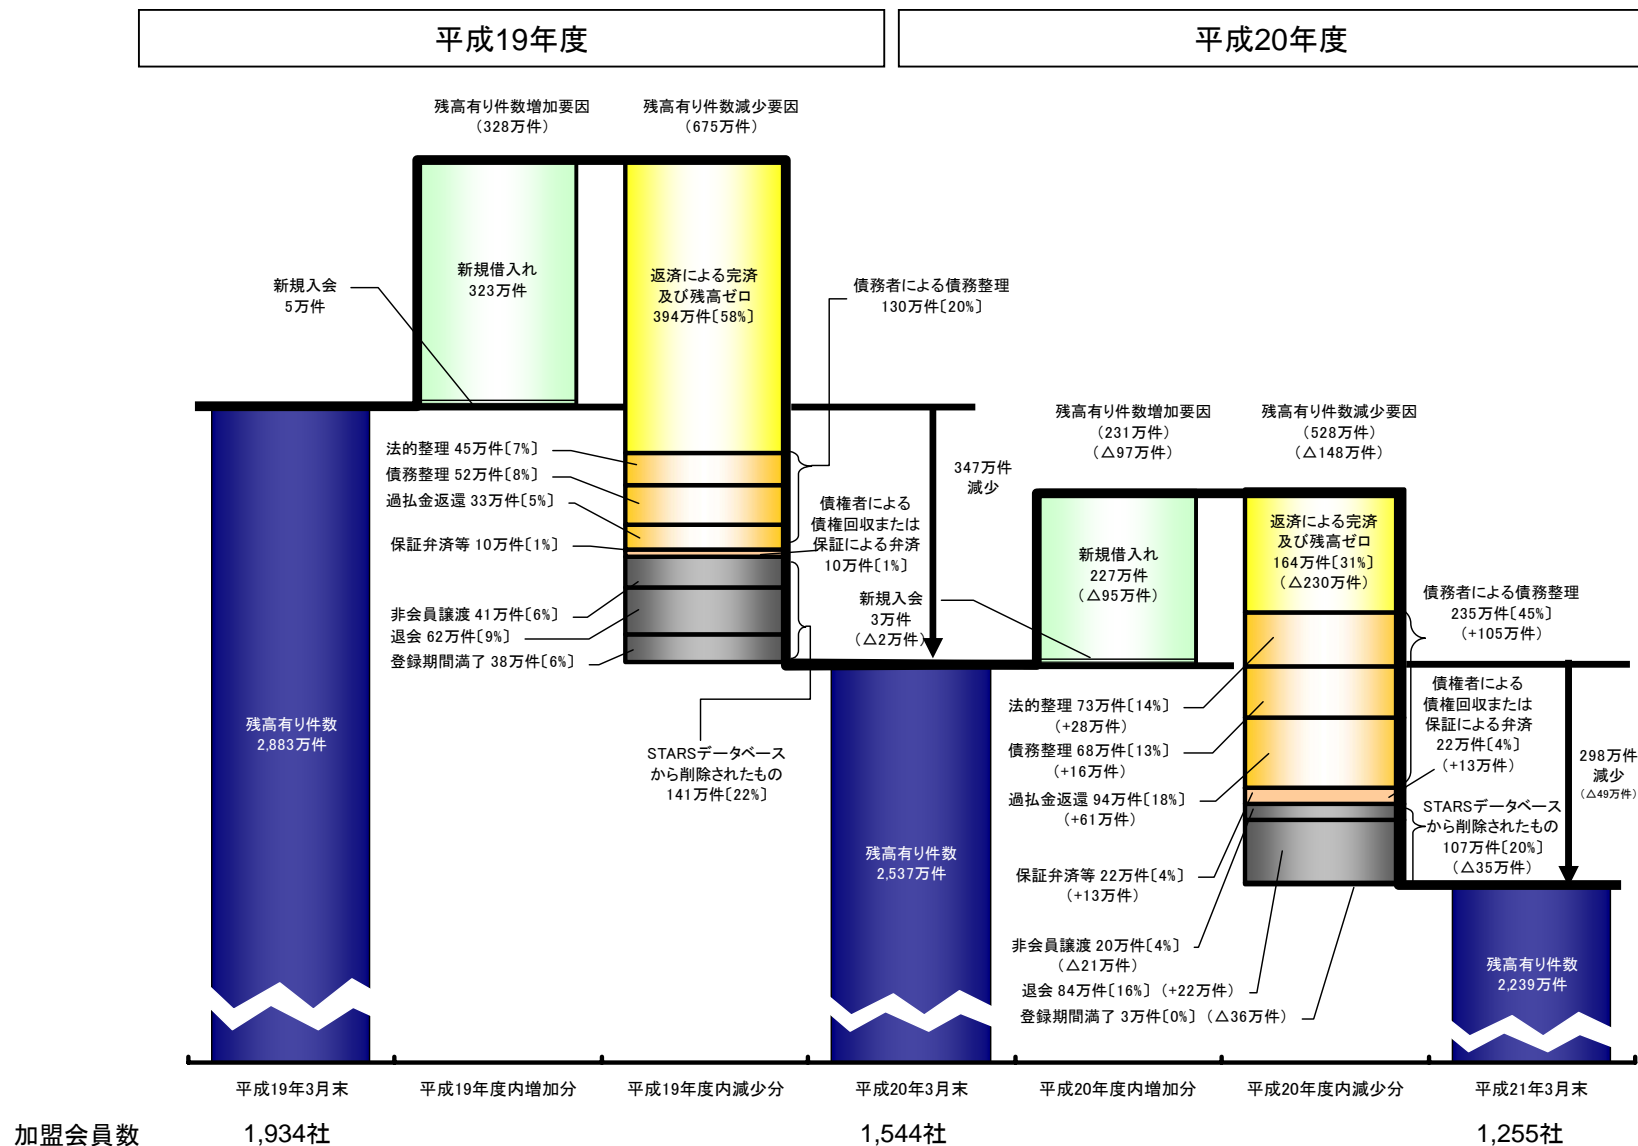 平成19年度
平成20年度
残高有り件数増加要因
（328万件）
残高有り件数減少要因
（675万件）
新規入会
5万件
新規借入れ
323万件
返済による完済
及び残高ゼロ
394万件〔58%〕
債務者による債務整理
130万件〔20%〕
法的整理 45万件〔7%〕
債務整理 52万件〔8%〕
過払金返還 33万件〔5%〕
保証弁済等 10万件〔1%〕
債権者による
債権回収または
保証による弁済
10万件〔1%〕
非会員譲渡 41万件〔6%〕
退会 62万件〔9%〕
登録期間満了 38万件〔6%〕
STARSデータベース
から削除されたもの
141万件〔22%〕
347万件
減少
残高有り件数
2,883万件
残高有り件数増加要因
（231万件）
（△97万件）
残高有り件数減少要因
（528万件）
（△148万件）
新規借入れ
227万件
（△95万件）
新規入会
3万件
（△2万件）
返済による完済
及び残高ゼロ
164万件〔31%〕
（△230万件）
債務者による債務整理
235万件〔45%〕
（+105万件）
法的整理 73万件〔14%〕
（+28万件）
債務整理 68万件〔13%〕
（+16万件）
過払金返還 94万件〔18%〕
（+61万件）
債権者による
債権回収または
保証による弁済
22万件〔4%〕
（+13万件）
298万件
減少
（△49万件）
STARSデータベース
から削除されたもの
107万件〔20%〕
（△35万件）
保証弁済等 22万件〔4%〕
（+13万件）
非会員譲渡 20万件〔4%〕
（△21万件）
退会 84万件〔16%〕（+22万件）
登録期間満了 3万件〔0%〕（△36万件）
残高有り件数
2,537万件
残高有り件数
2,239万件
平成19年3月末
平成19年度内増加分
平成19年度内減少分
平成20年3月末
平成20年度内増加分
平成20年度内減少分
平成21年3月末
加盟会員数
1,934社
1,544社
1,255社